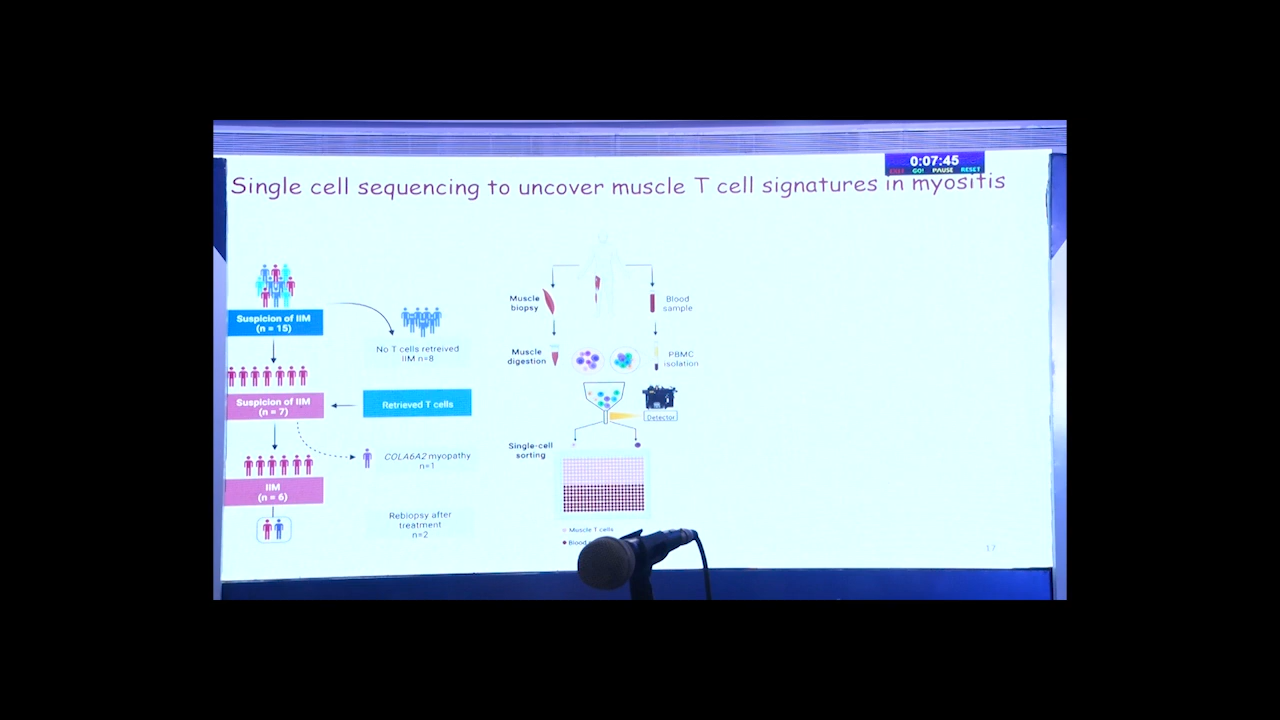 0:07:45
EXIT GO! PAUSE RESET
Single cell sequencing to uncover muscle T cell signatures in myositis
Suspicion of IIM
(n = 15)
No T cells retreived
IIM n=8
Suspicion of IIM
(n = 7)
Retrieved T cells
COLA6A2 myopathy
n=1
IIM
(n = 6)
Rebiopsy after
treatment
n=2
Muscle
biopsy
Blood
sample
Muscle
digestion
PBMC
isolation
Detector
Single-cell
sorting
Muscle T cells
Blood
17